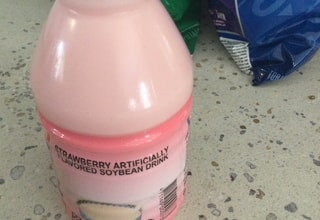 STRAWBERRY ARTIFICIALLY
FLAVORED SOYBEAN DRINK